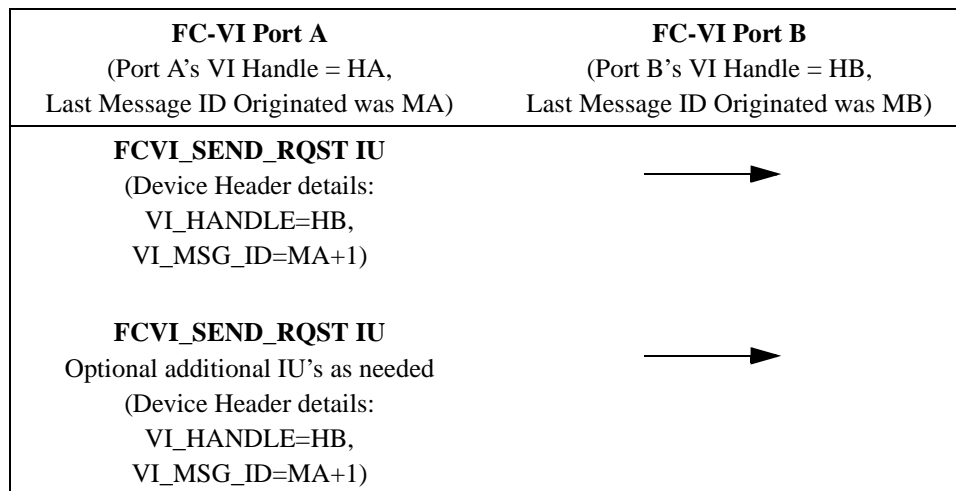 FC-VI Port A
(Port A's VI Handle = HA,
Last Message ID Originated was MA)
FC-VI Port B
(Port B's VI Handle = HB,
Last Message ID Originated was MB)
FCVI_SEND_RQST IU
(Device Header details:
VI_HANDLE=HB,
VI_MSG_ID=MA+1)
FCVI_SEND_RQST IU
Optional additional IU's as needed
(Device Header details:
VI_HANDLE=HB,
VI_MSG_ID=MA+1)